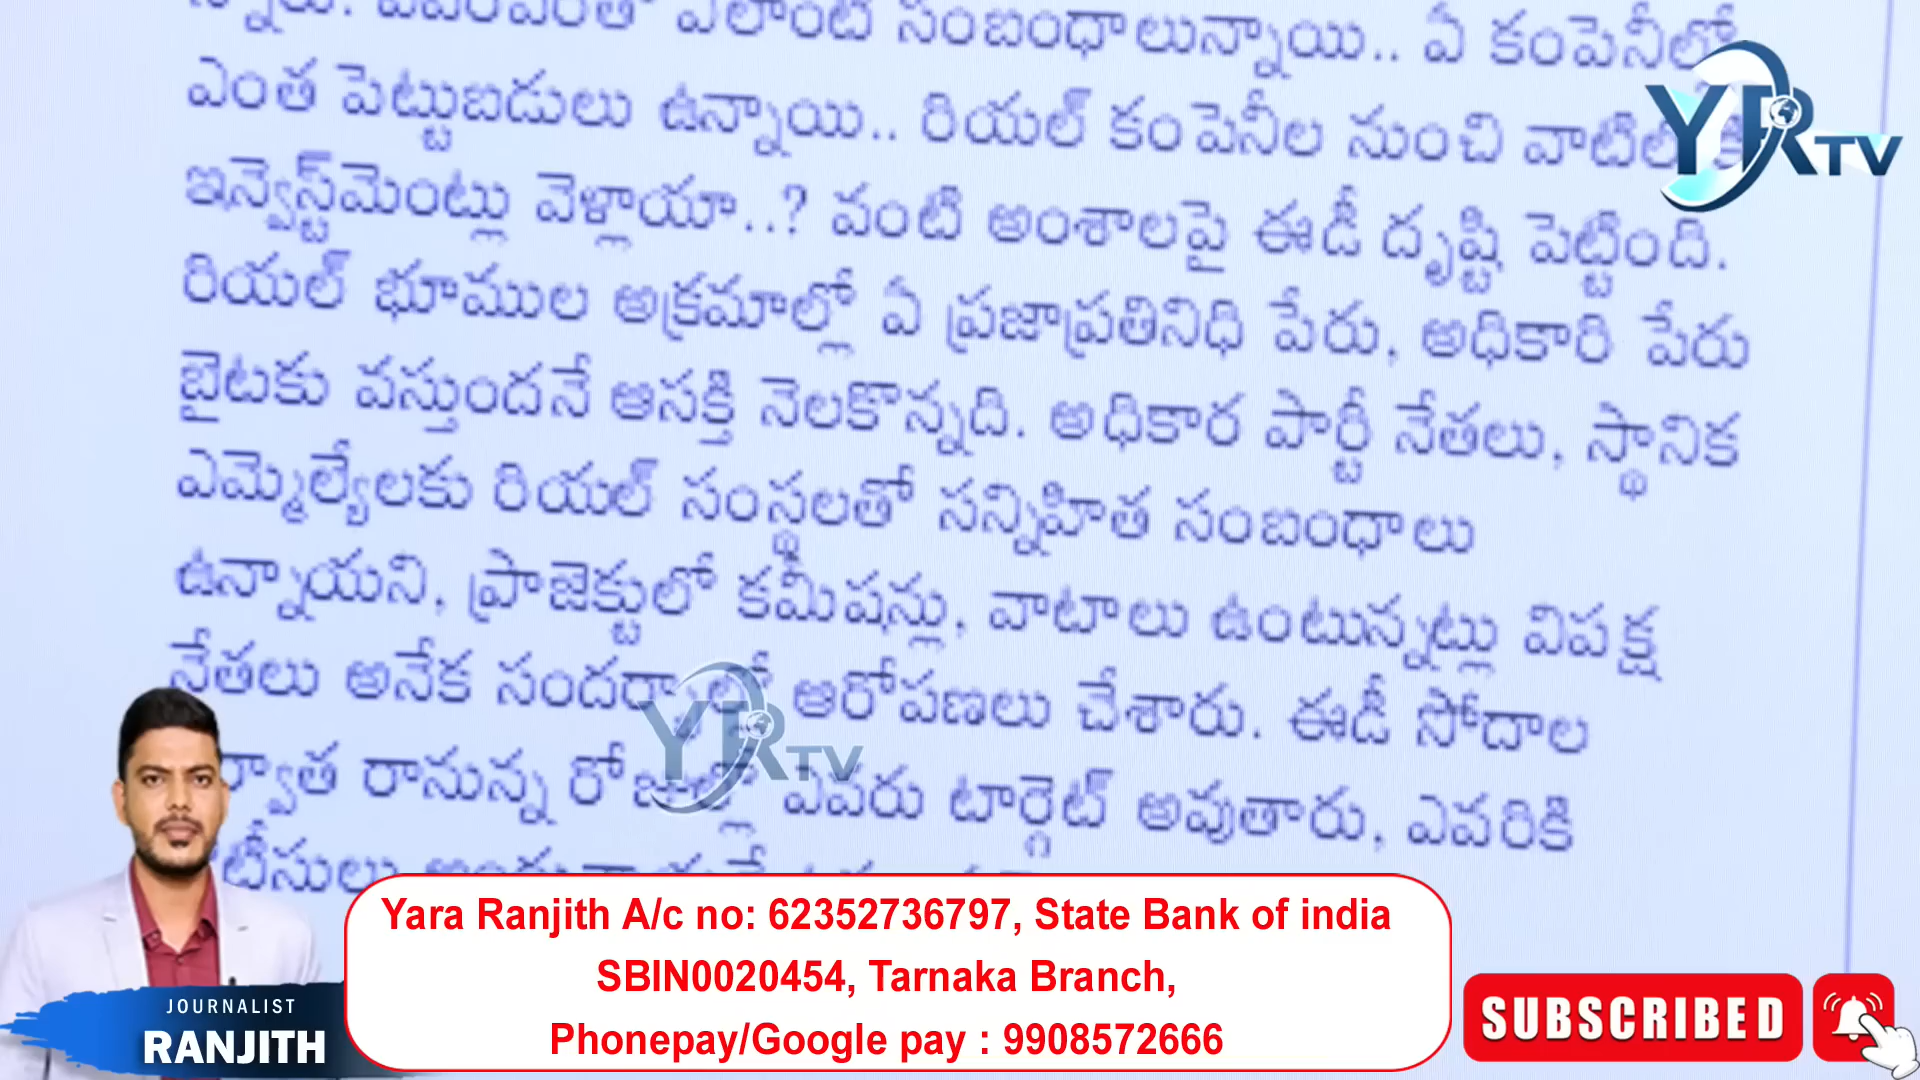 ఎలాంటి సంబంధాలున్నాయి.. ఏ కంపెనీలో
ఎంత పెట్టుబడులు ఉన్నాయి.. రియల్ కంపెనీల నుంచి
ఇన్వెస్ట్‌మెంట్లు వెళ్లాయా..? వంటి అంశాలపై ఈడీ దృష్టి పెట్టింది.
రియల్ భూముల అక్రమాల్లో ఏ ప్రజాప్రతినిధి పేరు, అధికారి పేరు
బైటకు వస్తుందనే ఆసక్తి నెలకొన్నది. అధికార పార్టీ నేతలు, స్థానిక
ఎమ్మెల్యేలకు రియల్ సంస్థలతో సన్నిహిత సంబంధాలు
ఉన్నాయని, ప్రాజెక్టులో కమీషన్లు, వాటాలు ఉంటున్నట్లు విపక్ష
నేతలు అనేక సందర్భాల్లో ఆరోపణలు చేశారు. ఈడీ సోదాల
రానున్న రోజుల్లో ఎవరు టార్గెట్ అవుతారు, ఎవరికి
YRTV
YRTV
JOURNALIST
RANJITH
Yara Ranjith A/c no: 62352736797, State Bank of india
SBIN0020454, Tarnaka Branch,
Phonepay/Google pay : 9908572666
SUBSCRIBED